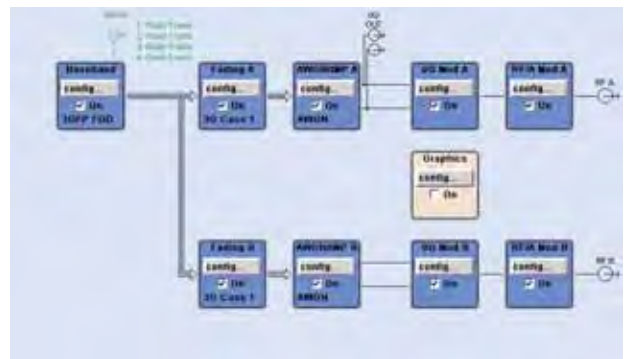 I/Q
OUT
Baseband
config...
On
3GPP FDD
Fading A
config...
On
3G Case 1
AWGN/IMP A
config...
On
AWGN
I/Q Mod A
config...
On
RF/A Mod A
config...
On
RF A
Graphics
config...
On
Fading B
config...
On
3G Case 1
AWGN/IMP B
config...
On
AWGN
I/Q Mod B
config...
On
RF/A Mod B
config...
On
RF B